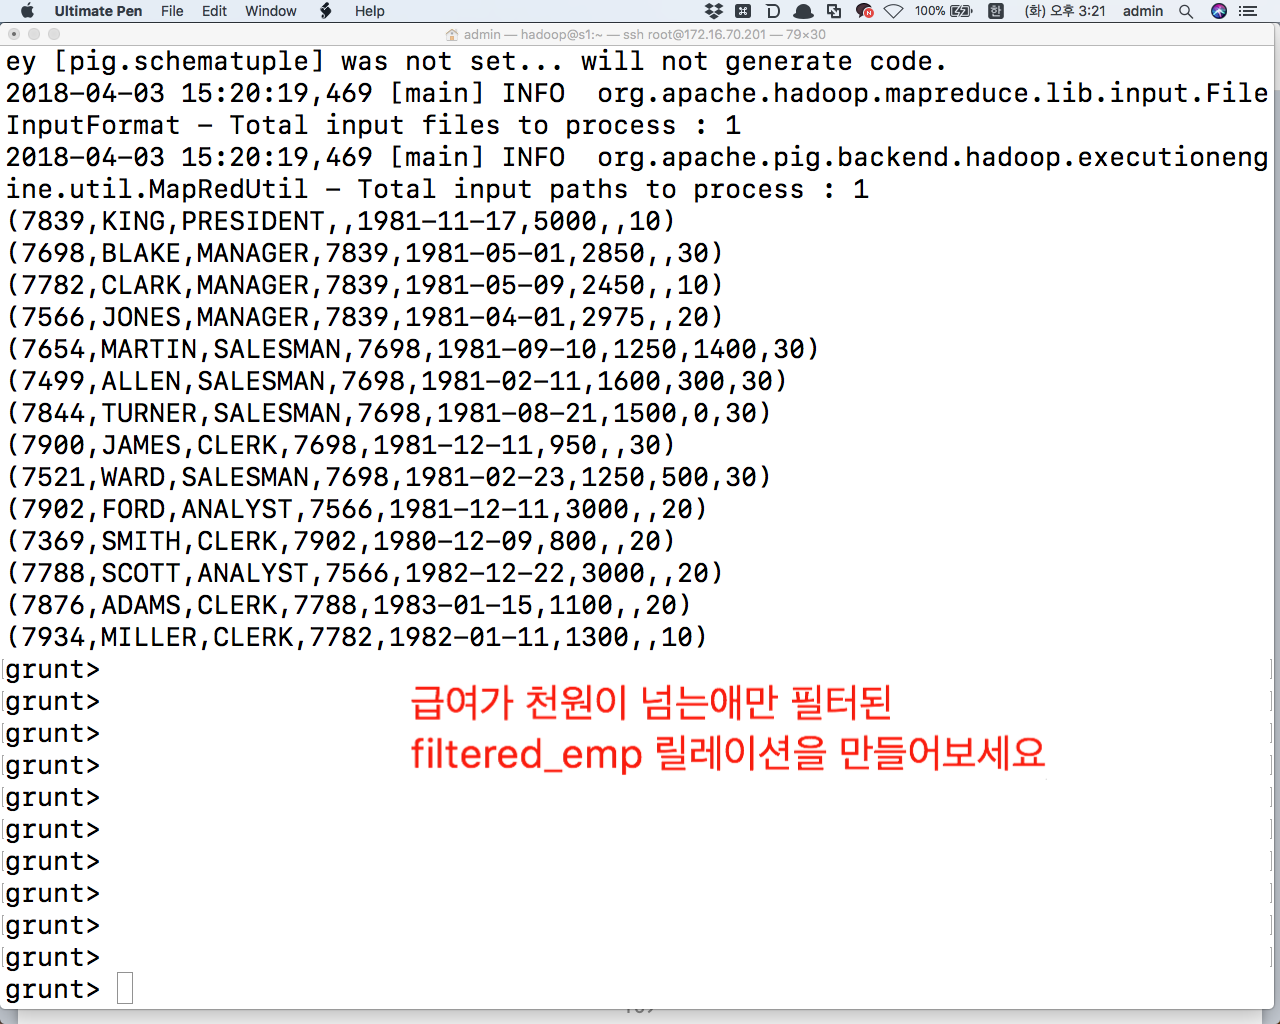 Ultimate Pen File Edit Window Help 100% 한 (화) 오후 3:21 admin
admin — hadoop@s1:~ — ssh root@172.16.70.201 — 79×30
ey [pig.schematuple] was not set... will not generate code.
2018-04-03 15:20:19,469 [main] INFO  org.apache.hadoop.mapreduce.lib.input.File
InputFormat - Total input files to process : 1
2018-04-03 15:20:19,469 [main] INFO  org.apache.pig.backend.hadoop.executioneng
ine.util.MapRedUtil - Total input paths to process : 1
(7839,KING,PRESIDENT,,1981-11-17,5000,,10)
(7698,BLAKE,MANAGER,7839,1981-05-01,2850,,30)
(7782,CLARK,MANAGER,7839,1981-05-09,2450,,10)
(7566,JONES,MANAGER,7839,1981-04-01,2975,,20)
(7654,MARTIN,SALESMAN,7698,1981-09-10,1250,1400,30)
(7499,ALLEN,SALESMAN,7698,1981-02-11,1600,300,30)
(7844,TURNER,SALESMAN,7698,1981-08-21,1500,0,30)
(7900,JAMES,CLERK,7698,1981-12-11,950,,30)
(7521,WARD,SALESMAN,7698,1981-02-23,1250,500,30)
(7902,FORD,ANALYST,7566,1981-12-11,3000,,20)
(7369,SMITH,CLERK,7902,1980-12-09,800,,20)
(7788,SCOTT,ANALYST,7566,1982-12-22,3000,,20)
(7876,ADAMS,CLERK,7788,1983-01-15,1100,,20)
(7934,MILLER,CLERK,7782,1982-01-11,1300,,10)
grunt>
grunt>
급여가 천원이 넘는애만 필터된
grunt>
filtered_emp 릴레이션을 만들어보세요
grunt>
grunt>
grunt>
grunt>
grunt>
grunt>
grunt>
grunt>